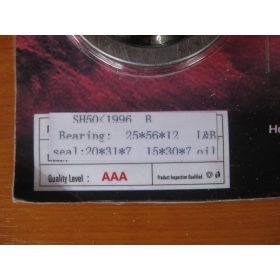 SH50<1996 B
Bearing: 25*56*12 L&B
seal:20*31*7 15*30*7 oil
Quality Level : AAA
Product Inspection Qualified